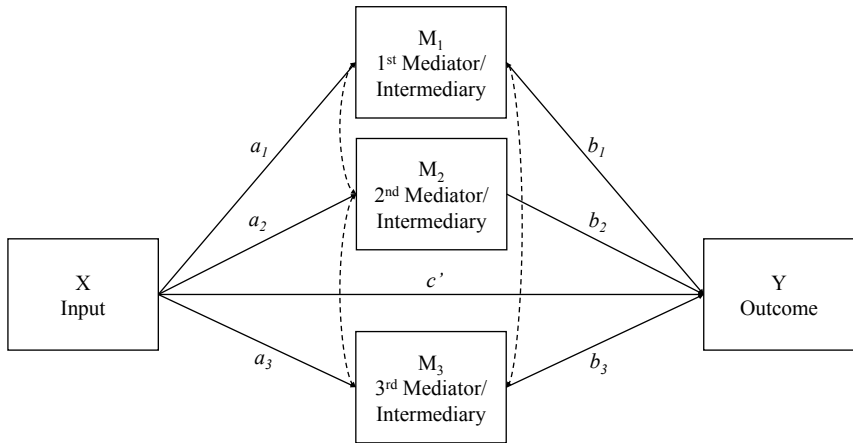 M₁
1ˢᵗ Mediator/
Intermediary
a₁
b₁
M₂
2ⁿᵈ Mediator/
Intermediary
a₂
b₂
X
Input
c’
Y
Outcome
a₃
b₃
M₃
3ʳᵈ Mediator/
Intermediary